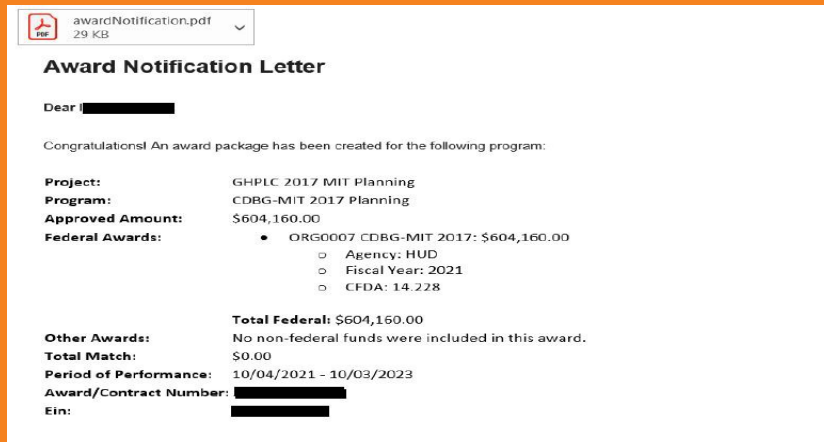 awardNotification.pdf
PDF
29 KB
Award Notification Letter
Dear
Congratulations! An award package has been created for the following program:
Project: GHPLC 2017 MIT Planning
Program: CDBG-MIT 2017 Planning
Approved Amount: $604,160.00
Federal Awards: • ORG0007 CDBG-MIT 2017: $604,160.00
o Agency: HUD
o Fiscal Year: 2021
o CFDA: 14.228
Total Federal: $604,160.00
Other Awards: No non-federal funds were included in this award.
Total Match: $0.00
Period of Performance: 10/04/2021 - 10/03/2023
Award/Contract Number:
Ein: